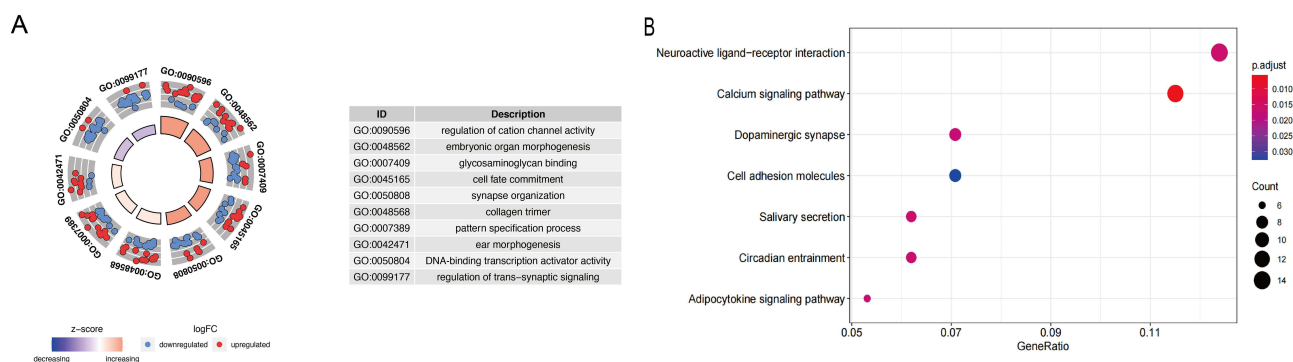 A
GO:0099177
GO:0090596
GO:0050804
GO:0048562
GO:0042471
GO:0007409
GO:0007389
GO:0045165
GO:0048568
GO:0050808
z-score
decreasing
increasing
logFC
downregulated
upregulated
ID Description
GO:0090596 regulation of cation channel activity
GO:0048562 embryonic organ morphogenesis
GO:0007409 glycosaminoglycan binding
GO:0045165 cell fate commitment
GO:0050808 synapse organization
GO:0048568 collagen trimer
GO:0007389 pattern specification process
GO:0042471 ear morphogenesis
GO:0050804 DNA-binding transcription activator activity
GO:0099177 regulation of trans−synaptic signaling
B
Neuroactive ligand−receptor interaction
Calcium signaling pathway
Dopaminergic synapse
Cell adhesion molecules
Salivary secretion
Circadian entrainment
Adipocytokine signaling pathway
0.05 0.07 0.09 0.11
GeneRatio
p.adjust
0.010
0.015
0.020
0.025
0.030
Count
6
8
10
12
14